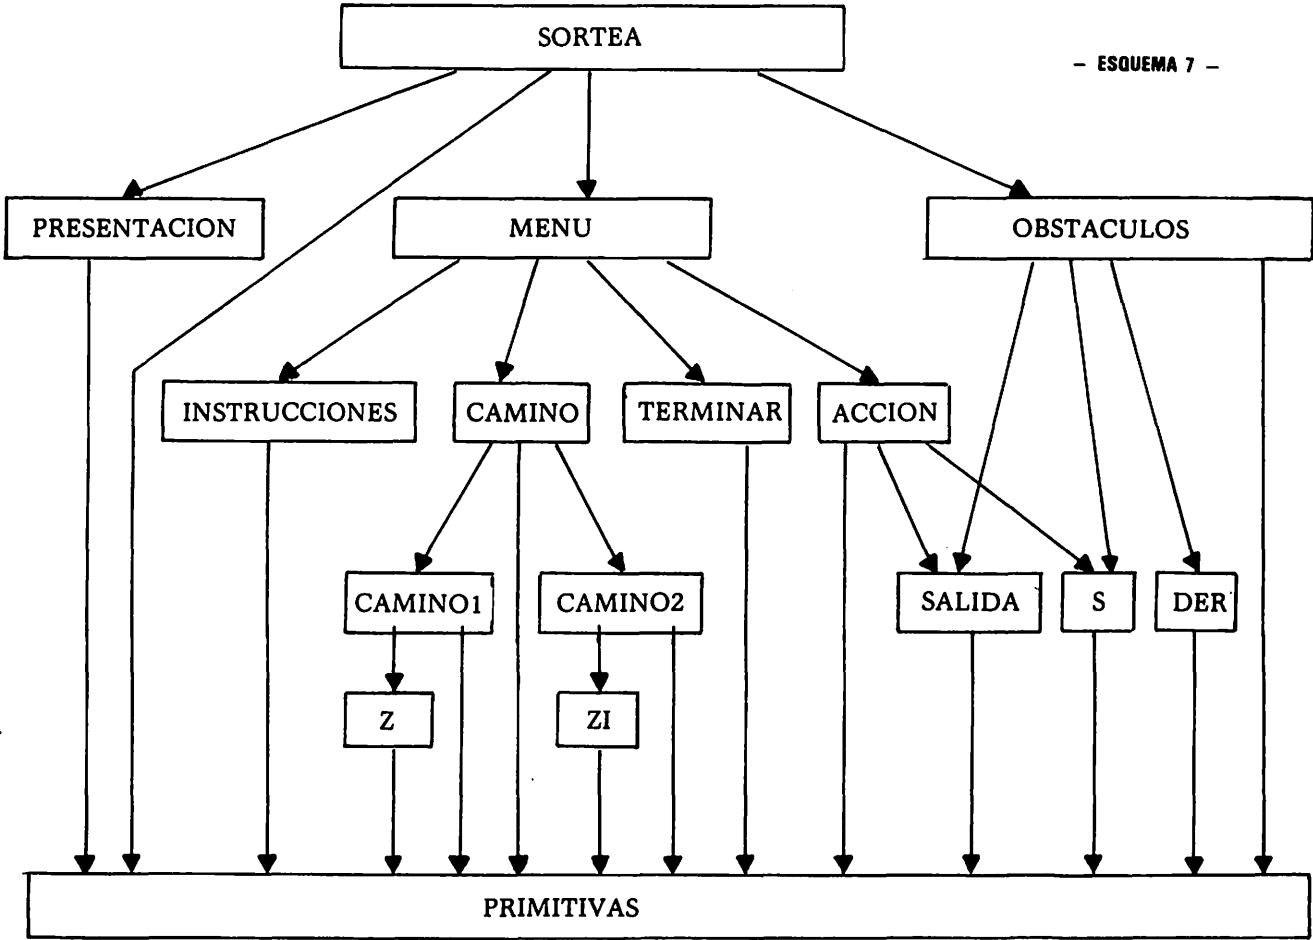 SORTEA
– ESQUEMA 7 –
PRESENTACION
MENU
OBSTACULOS
INSTRUCCIONES
CAMINO
TERMINAR
ACCION
CAMINO1
CAMINO2
SALIDA
S
DER
Z
ZI
PRIMITIVAS